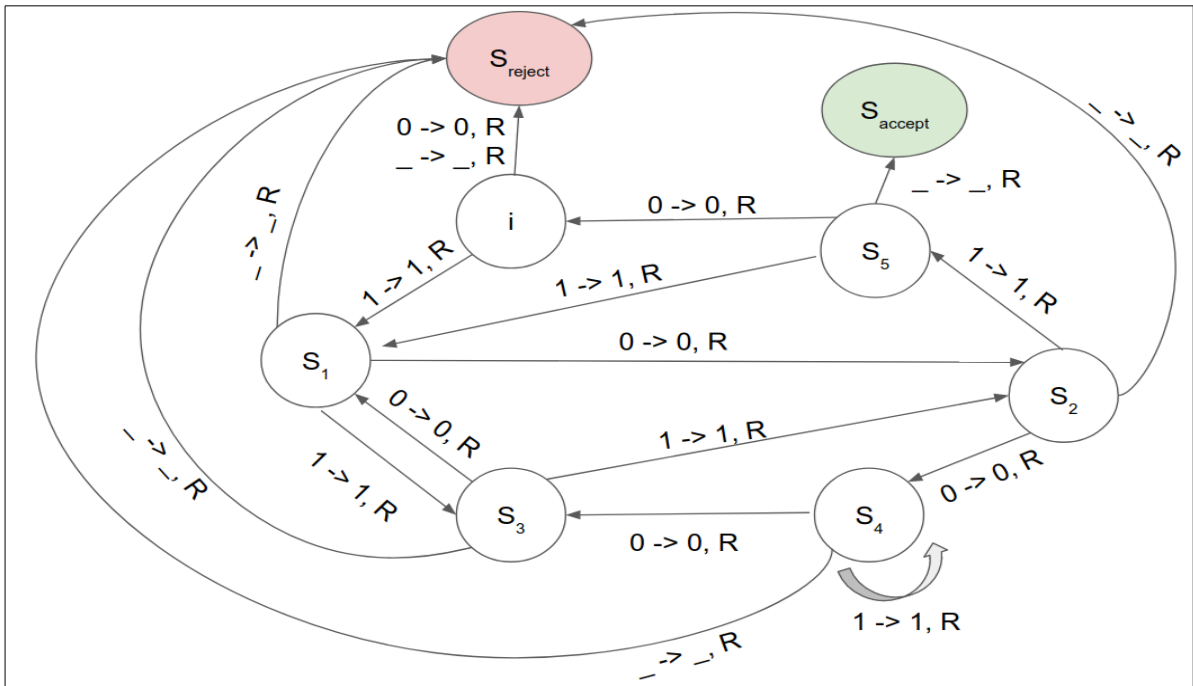 S_reject
S_accept
0 -> 0, R
_ -> _, R
_ -> _, R
_ -> _, R
i
0 -> 0, R
_ -> _, R
S_5
1 -> 1, R
1 -> 1, R
1 -> 1, R
S_1
0 -> 0, R
S_2
0 -> 0, R
1 -> 1, R
_ -> _, R
1 -> 1, R
0 -> 0, R
S_3
S_4
0 -> 0, R
1 -> 1, R
_ -> _, R